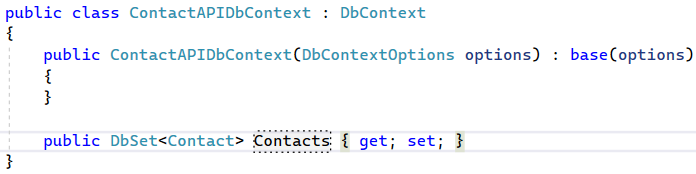 public class ContactAPIDbContext : DbContext
{
    public ContactAPIDbContext(DbContextOptions options) : base(options)
    {
    }

    public DbSet<Contact> Contacts { get; set; }
}